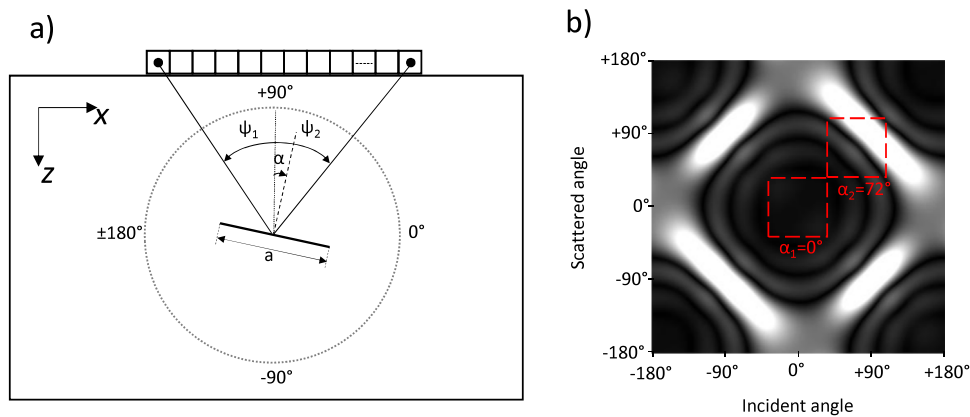 a)
x
z
+90°
ψ1
ψ2
α
±180°
0°
a
-90°
b)
+180°
+90°
0°
-90°
-180°
Scattered angle
α2=72°
α1=0°
-180°
-90°
0°
+90°
+180°
Incident angle